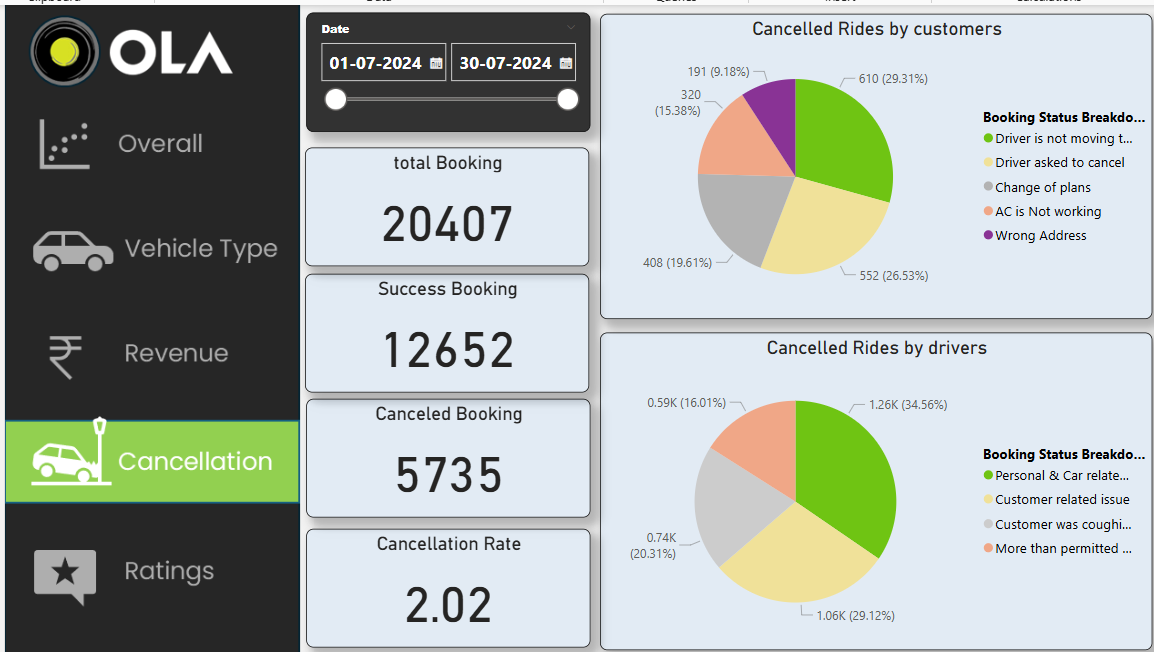 OLA
Overall
Vehicle Type
Revenue
Cancellation
Ratings
Date
01-07-2024
30-07-2024
total Booking
20407
Success Booking
12652
Canceled Booking
5735
Cancellation Rate
2.02
Cancelled Rides by customers
191 (9.18%)
610 (29.31%)
320
(15.38%)
408 (19.61%)
552 (26.53%)
Booking Status Breakdo...
Driver is not moving t...
Driver asked to cancel
Change of plans
AC is Not working
Wrong Address
Cancelled Rides by drivers
0.59K (16.01%)
1.26K (34.56%)
0.74K
(20.31%)
1.06K (29.12%)
Booking Status Breakdo...
Personal & Car relate...
Customer related issue
Customer was coughi...
More than permitted ...